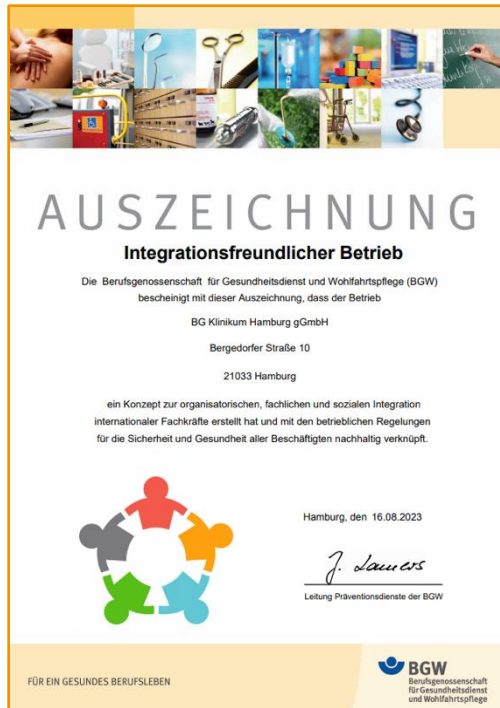 AUSZEICHNUNG
Integrationsfreundlicher Betrieb
Die Berufsgenossenschaft für Gesundheitsdienst und Wohlfahrtspflege (BGW)
bescheinigt mit dieser Auszeichnung, dass der Betrieb
BG Klinikum Hamburg gGmbH
Bergedorfer Straße 10
21033 Hamburg
ein Konzept zur organisatorischen, fachlichen und sozialen Integration
internationaler Fachkräfte erstellt hat und mit den betrieblichen Regelungen
für die Sicherheit und Gesundheit aller Beschäftigten nachhaltig verknüpft.
Hamburg, den 16.08.2023
J. Lamers
Leitung Präventionsdienste der BGW
FÜR EIN GESUNDES BERUFSLEBEN
BGW
Berufsgenossenschaft
für Gesundheitsdienst
und Wohlfahrtspflege